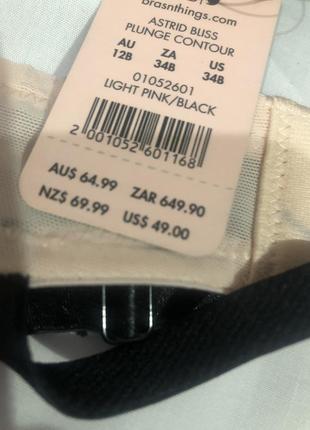 brasnthings.com
ASTRID BLISS
PLUNGE CONTOUR
AU ZA US
12B 34B 34B
01052601
LIGHT PINK/BLACK
2 001052 601168
AU$ 64.99 ZAR 649.90
NZ$ 69.99 US$ 49.00